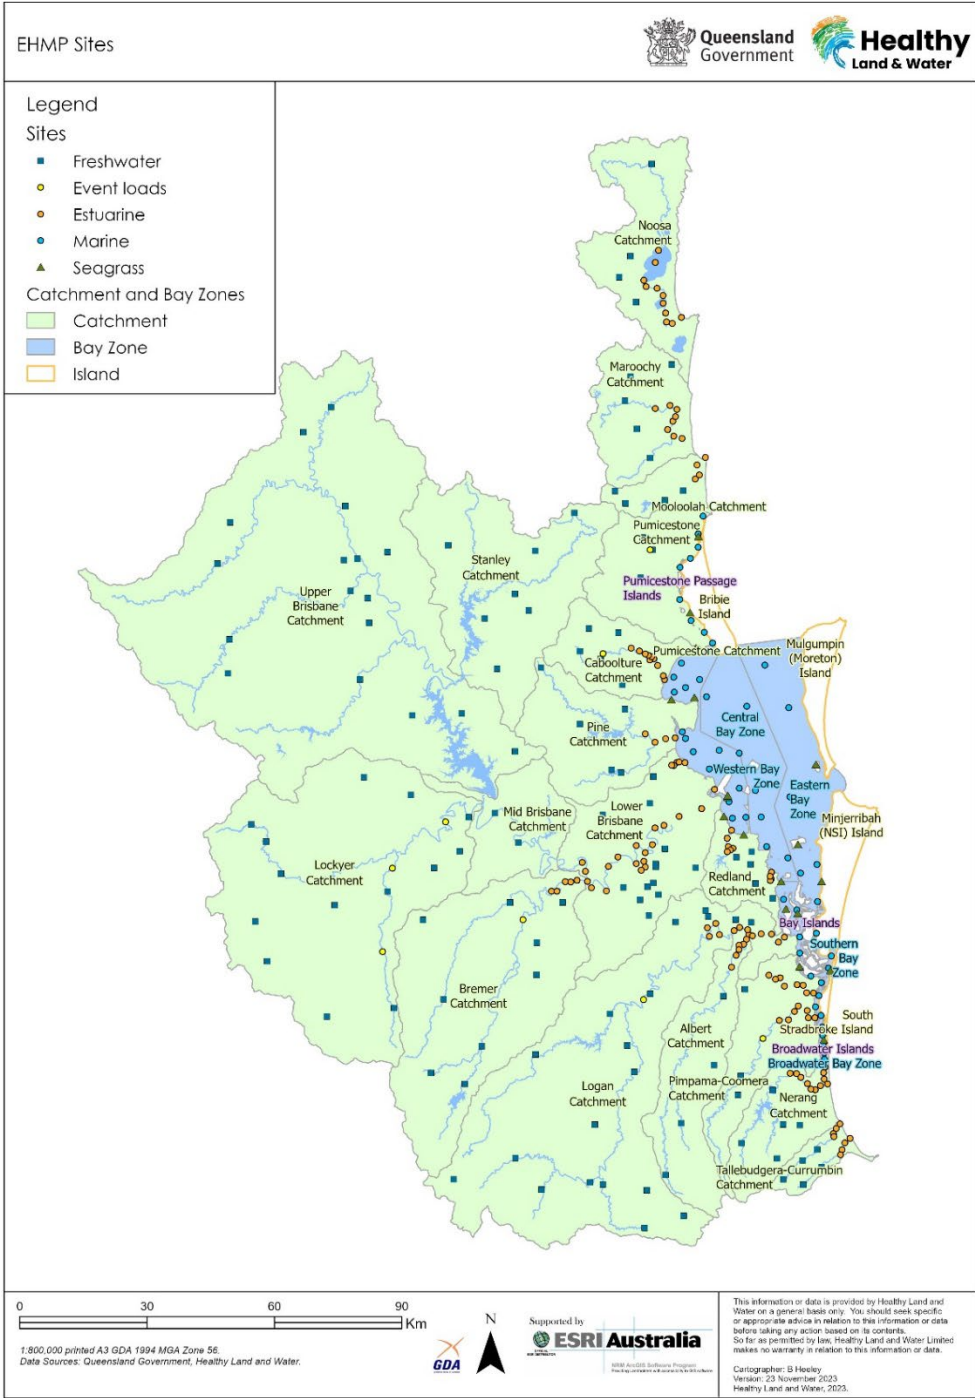 EHMP Sites
Queensland
Government
Healthy
Land & Water
Legend
Sites
Freshwater
Event loads
Estuarine
Marine
Seagrass
Catchment and Bay Zones
Catchment
Bay Zone
Island
Noosa
Catchment
Maroochy
Catchment
Mooloolah Catchment
Pumicestone
Catchment
Stanley
Catchment
Pumicestone Passage
Islands
Upper
Brisbane
Catchment
Bribie
Island
Mulgumpin
(Moreton)
Island
Pumicestone Catchment
Caboolture
Catchment
Central
Bay Zone
Pine
Catchment
Western Bay
Zone
Eastern
Bay
Zone
Mid Brisbane
Catchment
Lower
Brisbane
Catchment
Minjerribah
(NSI) Island
Lockyer
Catchment
Redland
Catchment
Bay Islands
Southern
Bay
Zone
Bremer
Catchment
South
Stradbroke Island
Albert
Catchment
Broadwater Islands
Broadwater Bay Zone
Logan
Catchment
Pimpama-Coomera
Catchment
Nerang
Catchment
Tallebudgera-Currumbin
Catchment
0 30 60 90
Km
1:800,000 printed A3 GDA 1994 MGA Zone 56.
Data Sources: Queensland Government, Healthy Land and Water.
GDA
N
Supported by
ESRI Australia
NRM ArcGIS Software Program
This information or data is provided by Healthy Land and
Water on a general basis only. You should seek specific
or appropriate advice in relation to this information or data
before taking any action based on its contents.
So far as permitted by law, Healthy Land and Water Limited
makes no warranty in relation to this information or data.
Cartographer: B Heeley
Version: 23 November 2023
Healthy Land and Water, 2023.